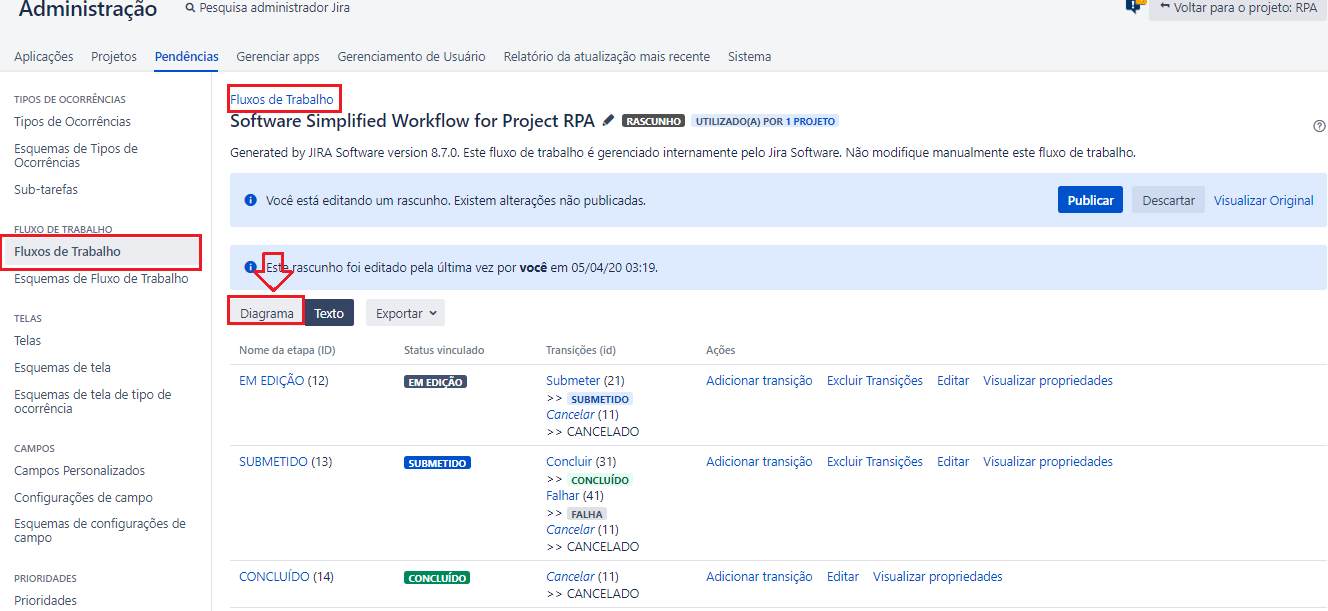 Administração
Pesquisa administrador Jira
Voltar para o projeto: RPA
Aplicações Projetos Pendências Gerenciar apps Gerenciamento de Usuário Relatório da atualização mais recente Sistema
TIPOS DE OCORRÊNCIAS
Tipos de Ocorrências
Esquemas de Tipos de
Ocorrências
Sub-tarefas
FLUXO DE TRABALHO
Fluxos de Trabalho
Esquemas de Fluxo de Trabalho
TELAS
Telas
Esquemas de tela
Esquemas de tela de tipo de
ocorrência
CAMPOS
Campos Personalizados
Configurações de campo
Esquemas de configurações de
campo
PRIORIDADES
Prioridades
Fluxos de Trabalho
Software Simplified Workflow for Project RPA RASCUNHO UTILIZADO(A) POR 1 PROJETO
Generated by JIRA Software version 8.7.0. Este fluxo de trabalho é gerenciado internamente pelo Jira Software. Não modifique manualmente este fluxo de trabalho.
Você está editando um rascunho. Existem alterações não publicadas. Publicar Descartar Visualizar Original
Este rascunho foi editado pela última vez por você em 05/04/20 03:19.
Diagrama Texto Exportar
Nome da etapa (ID) Status vinculado Transições (id) Ações
EM EDIÇÃO (12) EM EDIÇÃO Submeter (21) Adicionar transição Excluir Transições Editar Visualizar propriedades
>> SUBMETIDO
Cancelar (11)
>> CANCELADO
SUBMETIDO (13) SUBMETIDO Concluir (31) Adicionar transição Excluir Transições Editar Visualizar propriedades
>> CONCLUÍDO
Falhar (41)
>> FALHA
Cancelar (11)
>> CANCELADO
CONCLUÍDO (14) CONCLUÍDO Cancelar (11) Adicionar transição Editar Visualizar propriedades
>> CANCELADO